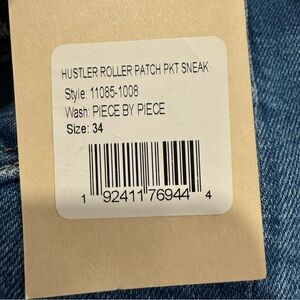 HUSTLER ROLLER PATCH PKT SNEAK
Style: 11085-1008
Wash: PIECE BY PIECE
Size: 34
1 92411 76944 4